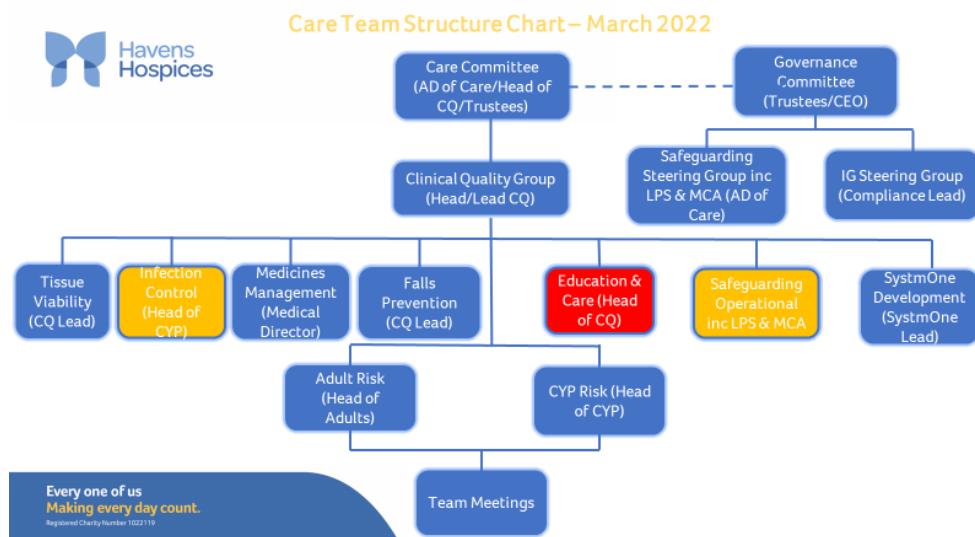 Care Team Structure Chart – March 2022
Havens
Hospices
Care Committee
(AD of Care/Head of
CQ/Trustees)
Governance
Committee
(Trustees/CEO)
Clinical Quality Group
(Head/Lead CQ)
Safeguarding
Steering Group inc
LPS & MCA (AD of
Care)
IG Steering Group
(Compliance Lead)
Tissue
Viability
(CQ Lead)
Infection
Control
(Head of
CYP)
Medicines
Management
(Medical
Director)
Falls
Prevention
(CQ Lead)
Education &
Care (Head
of CQ)
Safeguarding
Operational
inc LPS & MCA
SystmOne
Development
(SystmOne
Lead)
Adult Risk
(Head of
Adults)
CYP Risk (Head
of CYP)
Team Meetings
Every one of us
Making every day count.
Registered Charity Number 1022119